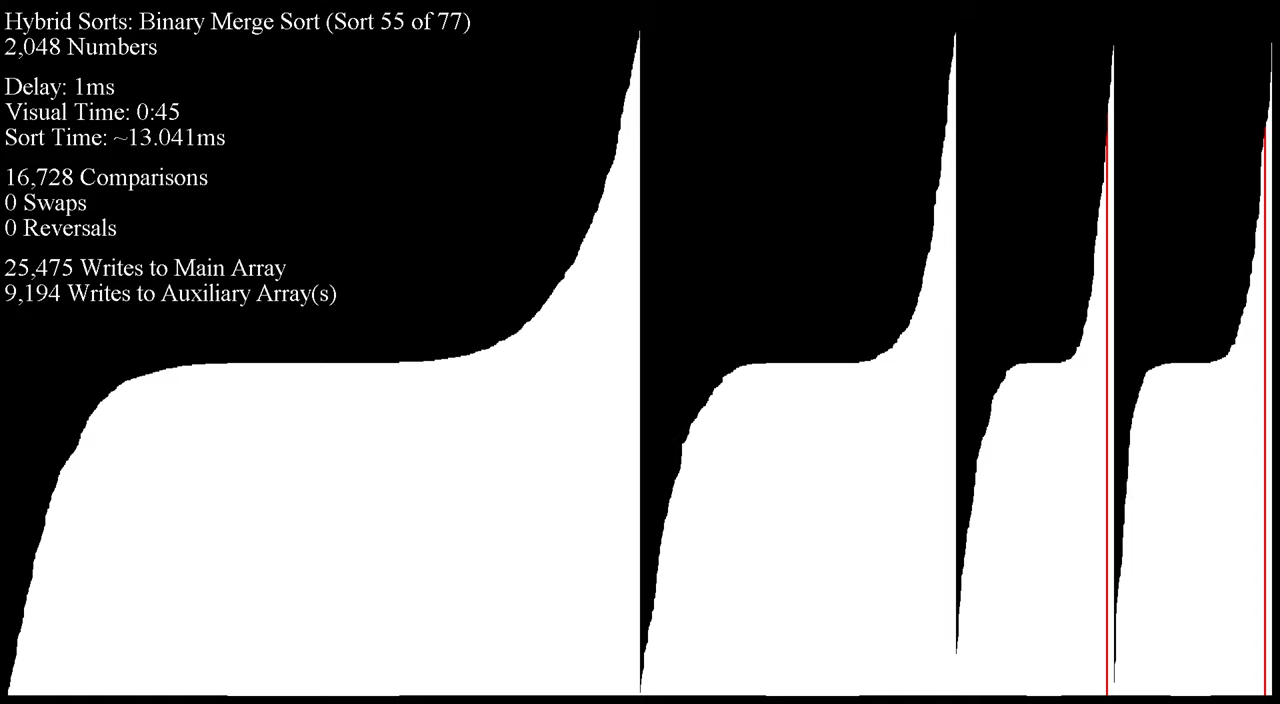 Hybrid Sorts: Binary Merge Sort (Sort 55 of 77)
2,048 Numbers
Delay: 1ms
Visual Time: 0:45
Sort Time: ~13.041ms
16,728 Comparisons
0 Swaps
0 Reversals
25,475 Writes to Main Array
9,194 Writes to Auxiliary Array(s)